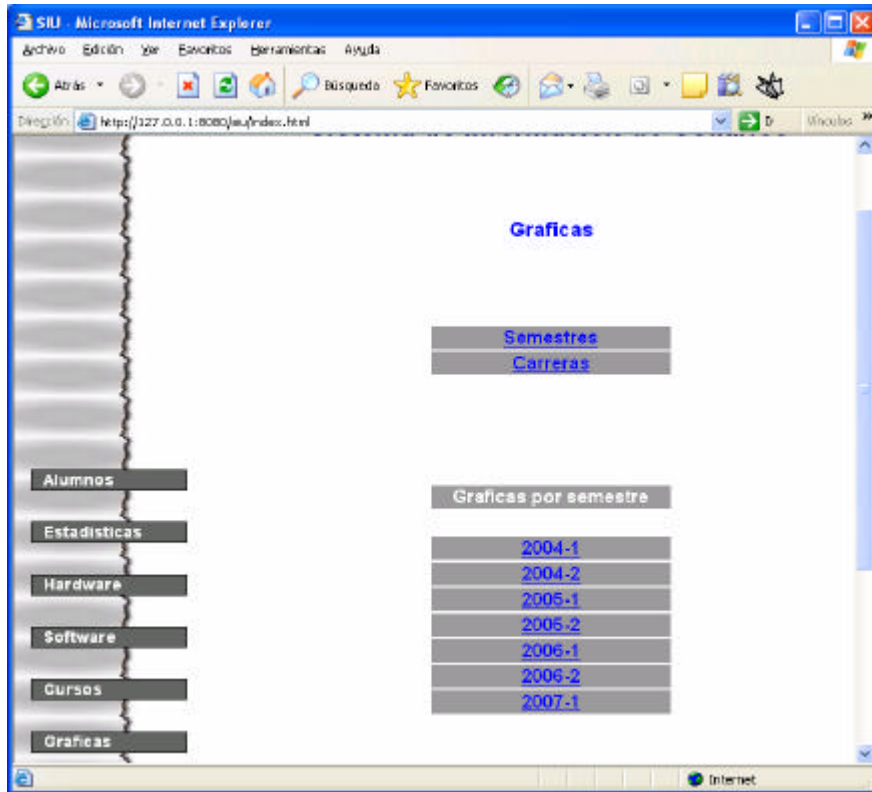 SIU - Microsoft Internet Explorer
Archivo Edición Ver Favoritos Herramientas Ayuda
Atrás Búsqueda Favoritos
Dirección http://127.0.0.1:8080/siu/index.html Vínculos »
Graficas
Semestres
Carreras
Graficas por semestre
2004-1
2004-2
2005-1
2005-2
2006-1
2006-2
2007-1
Alumnos
Estadisticas
Hardware
Software
Cursos
Graficas
Internet